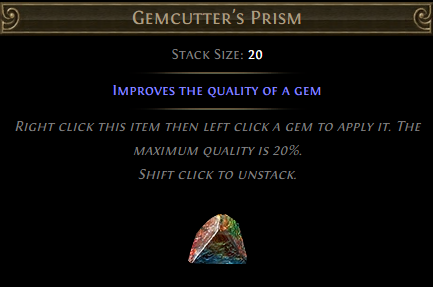 Gemcutter's Prism
Stack Size: 20
Improves the quality of a gem
Right click this item then left click a gem to apply it. The
maximum quality is 20%.
Shift click to unstack.